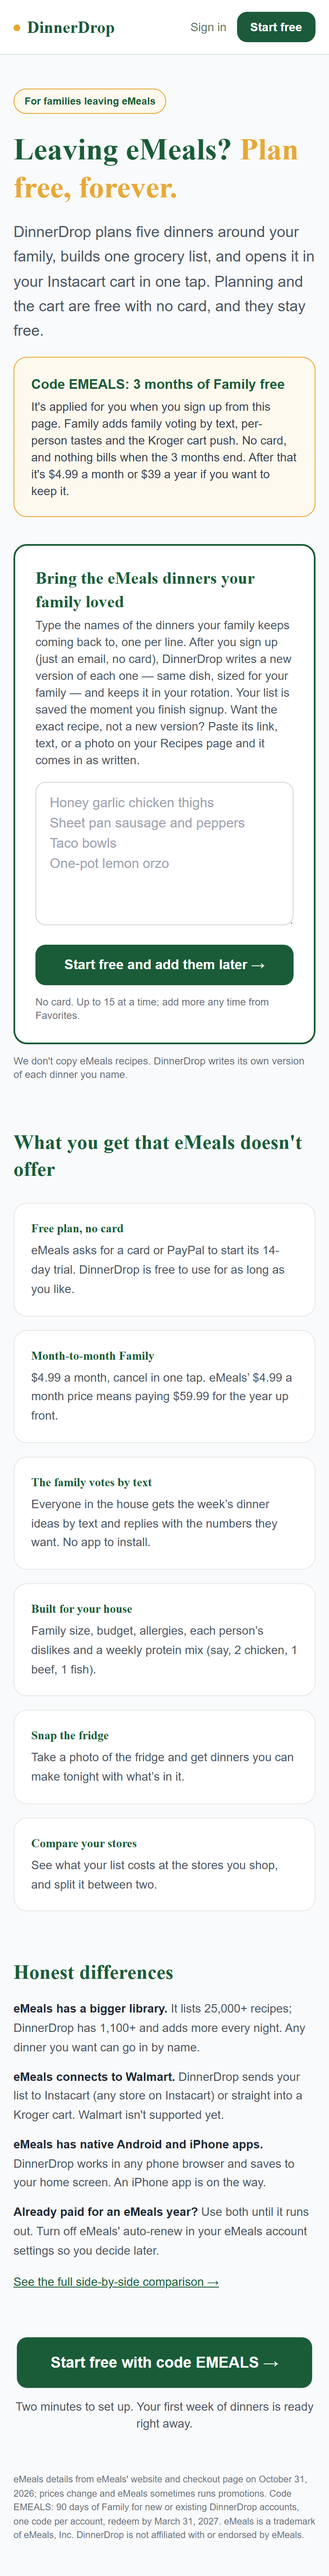 DinnerDrop
Sign in
Start free
For families leaving eMeals
Leaving eMeals? Plan
free, forever.
DinnerDrop plans five dinners around your
family, builds one grocery list, and opens it in
your Instacart cart in one tap. Planning and
the cart are free with no card, and they stay
free.
Code EMEALS: 3 months of Family free
It's applied for you when you sign up from this
page. Family adds family voting by text, per-
person tastes and the Kroger cart push. No card,
and nothing bills when the 3 months end. After that
it's $4.99 a month or $39 a year if you want to
keep it.
Bring the eMeals dinners your
family loved
Type the names of the dinners your family keeps
coming back to, one per line. After you sign up
(just an email, no card), DinnerDrop writes a new
version of each one — same dish, sized for your
family — and keeps it in your rotation. Your list is
saved the moment you finish signup. Want the
exact recipe, not a new version? Paste its link,
text, or a photo on your Recipes page and it
comes in as written.
Honey garlic chicken thighs
Sheet pan sausage and peppers
Taco bowls
One-pot lemon orzo
Start free and add them later →
No card. Up to 15 at a time; add more any time from
Favorites.
We don't copy eMeals recipes. DinnerDrop writes its own version
of each dinner you name.
What you get that eMeals doesn't
offer
Free plan, no card
eMeals asks for a card or PayPal to start its 14-
day trial. DinnerDrop is free to use for as long as
you like.
Month-to-month Family
$4.99 a month, cancel in one tap. eMeals’ $4.99 a
month price means paying $59.99 for the year up
front.
The family votes by text
Everyone in the house gets the week’s dinner
ideas by text and replies with the numbers they
want. No app to install.
Built for your house
Family size, budget, allergies, each person’s
dislikes and a weekly protein mix (say, 2 chicken, 1
beef, 1 fish).
Snap the fridge
Take a photo of the fridge and get dinners you can
make tonight with what’s in it.
Compare your stores
See what your list costs at the stores you shop,
and split it between two.
Honest differences
eMeals has a bigger library. It lists 25,000+ recipes;
DinnerDrop has 1,100+ and adds more every night. Any
dinner you want can go in by name.
eMeals connects to Walmart. DinnerDrop sends your
list to Instacart (any store on Instacart) or straight into a
Kroger cart. Walmart isn't supported yet.
eMeals has native Android and iPhone apps.
DinnerDrop works in any phone browser and saves to
your home screen. An iPhone app is on the way.
Already paid for an eMeals year? Use both until it runs
out. Turn off eMeals' auto-renew in your eMeals account
settings so you decide later.
See the full side-by-side comparison →
Start free with code EMEALS →
Two minutes to set up. Your first week of dinners is ready
right away.
eMeals details from eMeals' website and checkout page on October 31,
2026; prices change and eMeals sometimes runs promotions. Code
EMEALS: 90 days of Family for new or existing DinnerDrop accounts,
one code per account, redeem by March 31, 2027. eMeals is a trademark
of eMeals, Inc. DinnerDrop is not affiliated with or endorsed by eMeals.